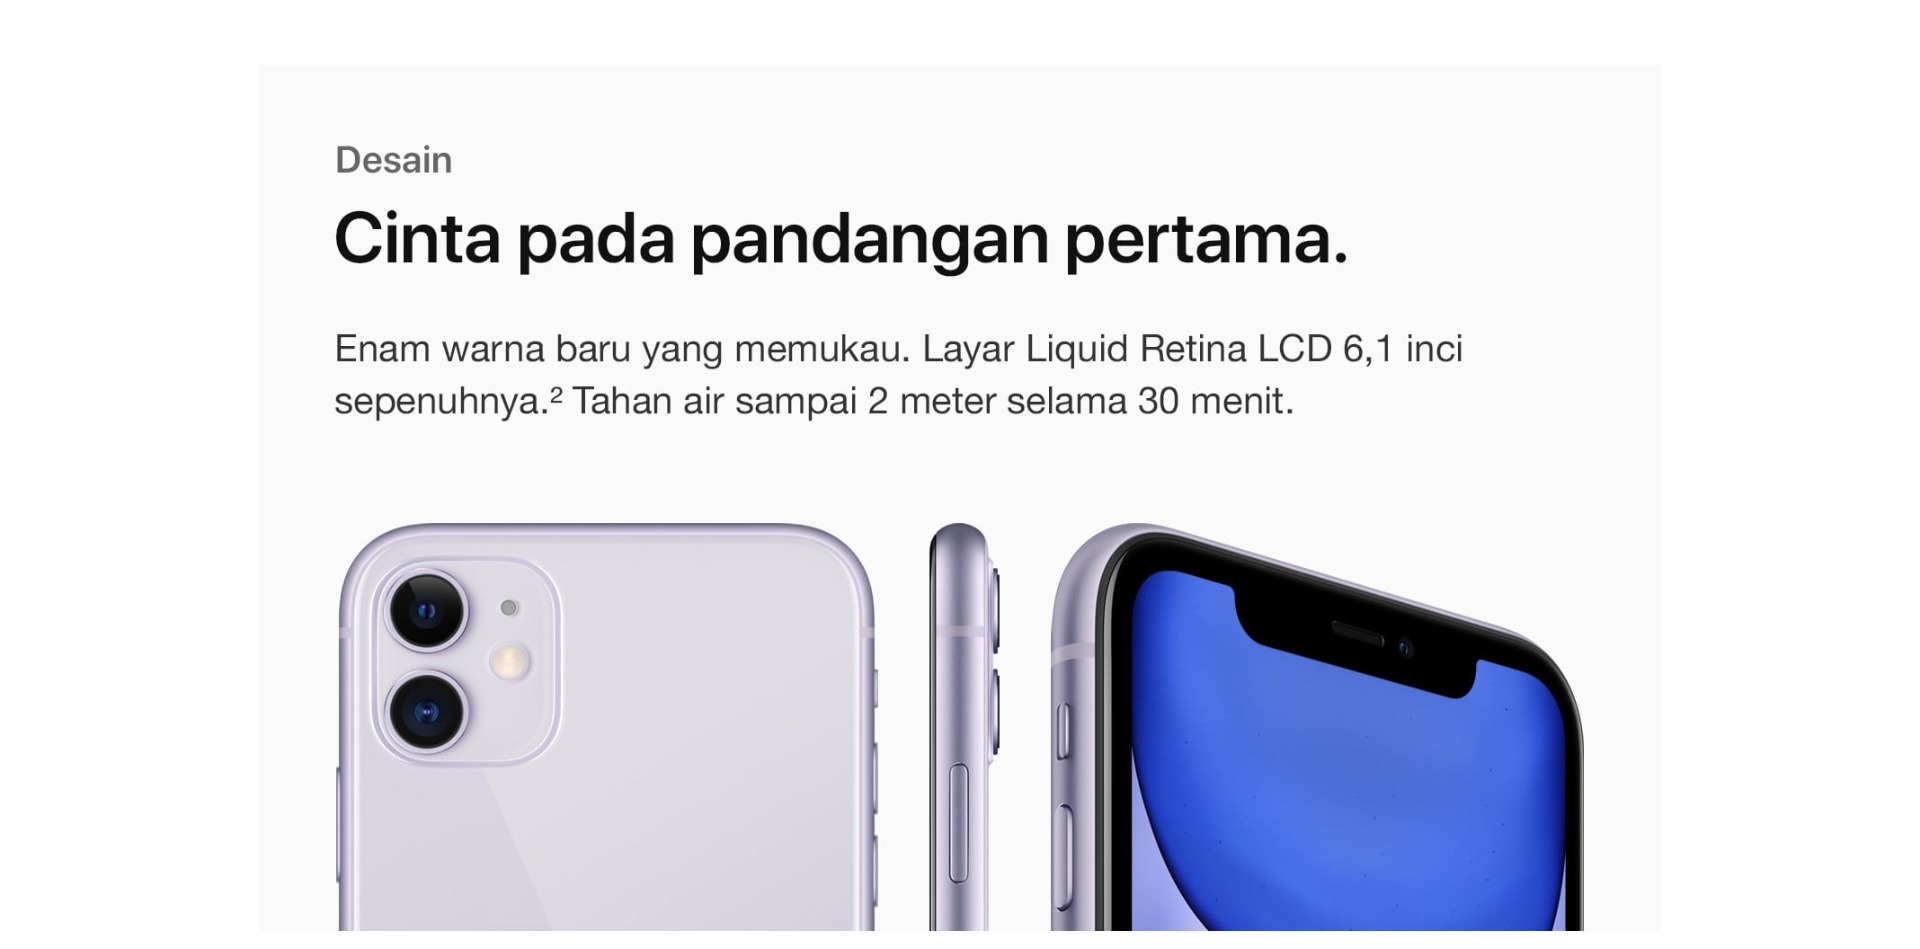 Desain
Cinta pada pandangan pertama.
Enam warna baru yang memukau. Layar Liquid Retina LCD 6,1 inci
sepenuhnya.² Tahan air sampai 2 meter selama 30 menit.